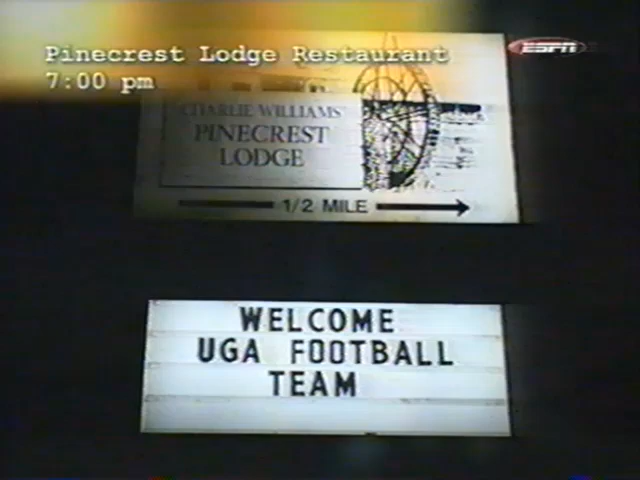 Pinecrest Lodge Restaurant
7:00 pm
ESPN
CHARLIE WILLIAMS'
PINECREST
LODGE
1/2 MILE
WELCOME
UGA FOOTBALL
TEAM